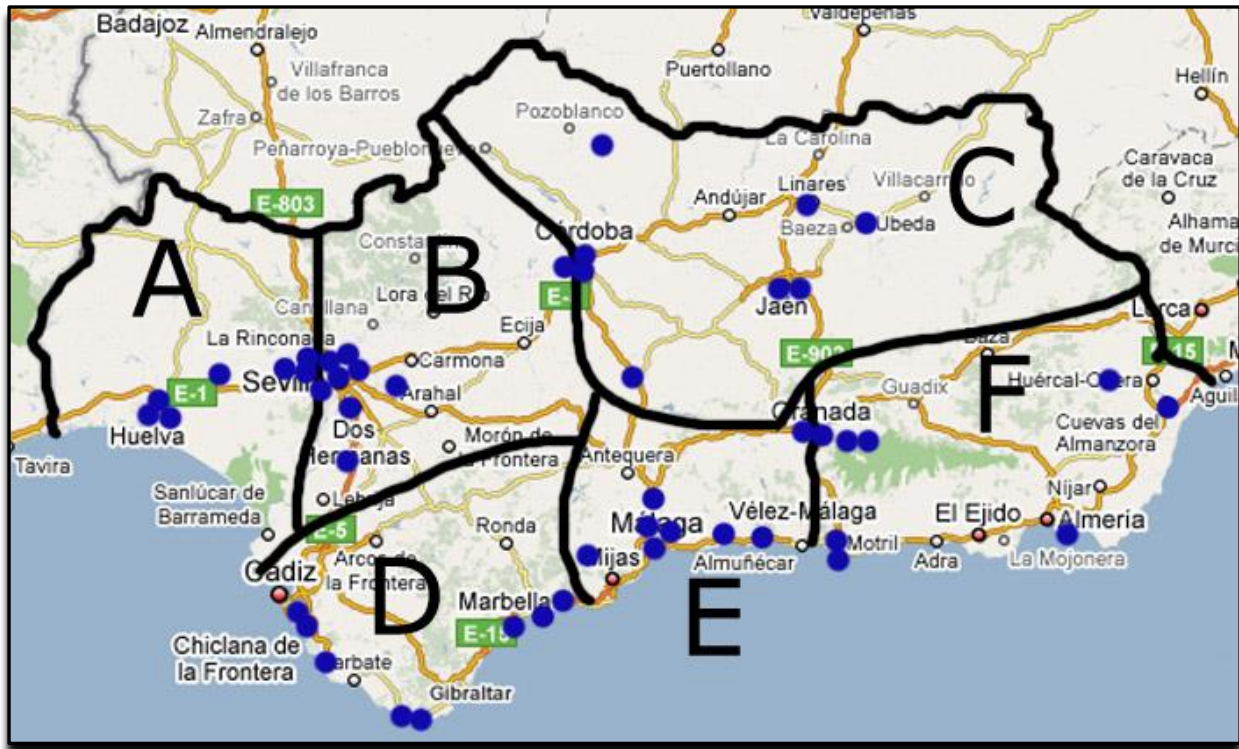 Badajoz
Almendralejo
Valdepeñas
Puertollano
Villafranca
de los Barros
Hellín
Zafra
Pozoblanco
Peñarroya-Pueblonuevo
La Carolina
Caravaca
de la Cruz
E-803
Andújar
Linares
Villacarrillo
C
Córdoba
Baeza
Úbeda
Alhama
de Murci
A
Constantina
B
Cantillana
Lora del Río
E-
Jaén
La Rinconada
Écija
Lorca
Sevilla
Carmona
E-902
Baza
E-15
M
E-1
Arahal
Guadix
F
Huércal-Overa
Aguil
Huelva
Dos
Hermanas
Morón de
la Frontera
Granada
Cuevas del
Almanzora
Tavira
Antequera
Sanlúcar de
Barrameda
Lebrija
Níjar
E-5
Ronda
Málaga
Vélez-Málaga
El Ejido
Almería
Arcos de
la Frontera
Mijas
Almuñécar
Motril
Adra
La Mojonera
Cádiz
D
Marbella
E
E-15
Chiclana de
la Frontera
Barbate
Gibraltar